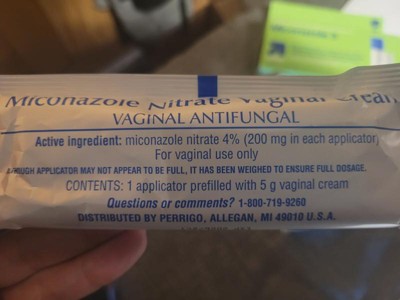 Miconazole Nitrate Vaginal Cream
VAGINAL ANTIFUNGAL
Active ingredient: miconazole nitrate 4% (200 mg in each applicator)
For vaginal use only
APPLICATOR MAY NOT APPEAR TO BE FULL, IT HAS BEEN WEIGHED TO ENSURE FULL DOSAGE.
CONTENTS: 1 applicator prefilled with 5 g vaginal cream
Questions or comments? 1-800-719-9260
DISTRIBUTED BY PERRIGO, ALLEGAN, MI 49010 U.S.A.